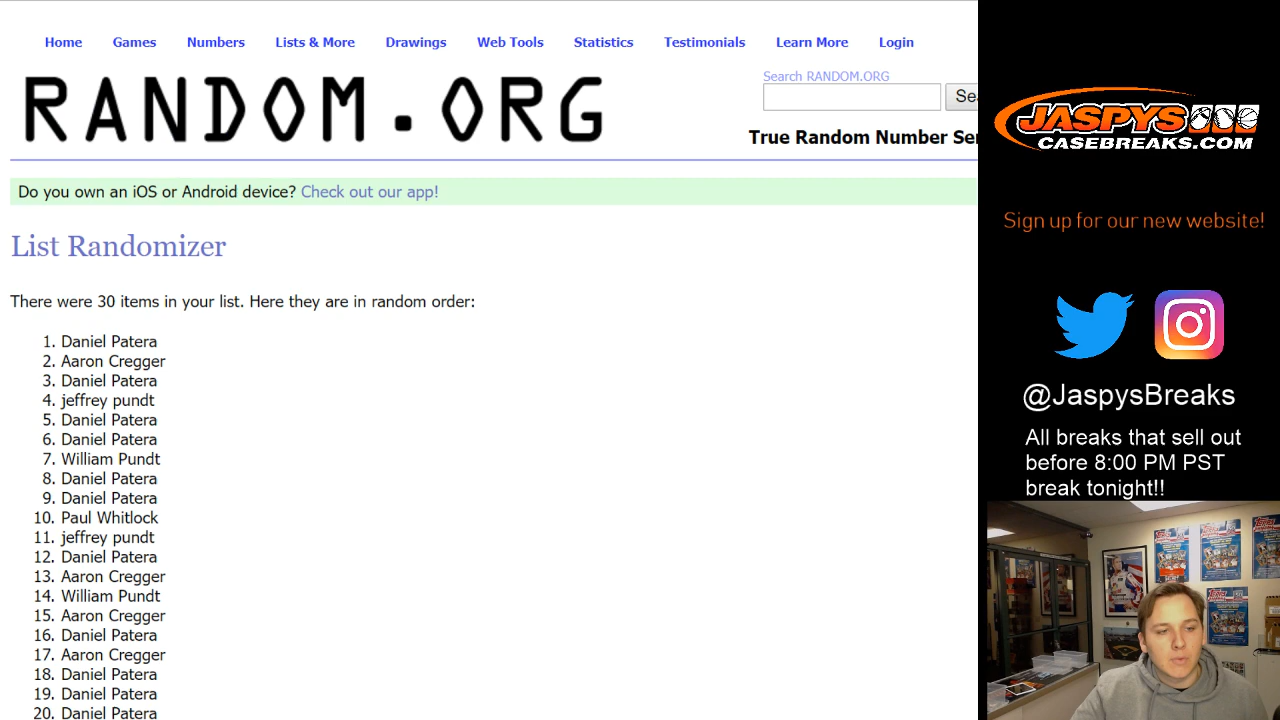 Home Games Numbers Lists & More Drawings Web Tools Statistics Testimonials Learn More Login
RANDOM.ORG
Search RANDOM.ORG
True Random Number Ser
Do you own an iOS or Android device? Check out our app!
List Randomizer
There were 30 items in your list. Here they are in random order:
1. Daniel Patera
2. Aaron Cregger
3. Daniel Patera
4. jeffrey pundt
5. Daniel Patera
6. Daniel Patera
7. William Pundt
8. Daniel Patera
9. Daniel Patera
10. Paul Whitlock
11. jeffrey pundt
12. Daniel Patera
13. Aaron Cregger
14. William Pundt
15. Aaron Cregger
16. Daniel Patera
17. Aaron Cregger
18. Daniel Patera
19. Daniel Patera
20. Daniel Patera
JASPYS
CASEBREAKS.COM
Sign up for our new website!
@JaspysBreaks
All breaks that sell out
before 8:00 PM PST
break tonight!!